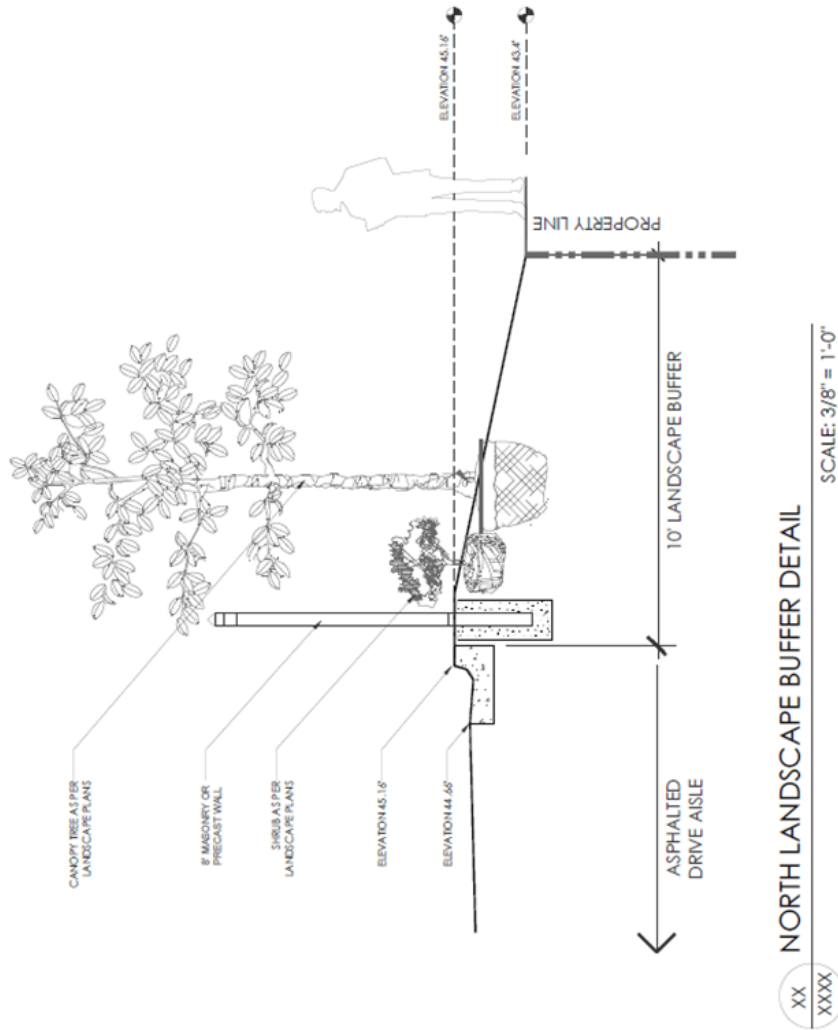 CANOPY TREE AS PER
LANDSCAPE PLANS
8' MASONRY OR
PRECAST WALL
SHRUB AS PER
LANDSCAPE PLANS
ELEVATION 45.16'
ELEVATION 44.66'
ELEVATION 45.16'
ELEVATION 43.4'
PROPERTY LINE
ASPHALTED
DRIVE AISLE
10' LANDSCAPE BUFFER
XX
XXXX
NORTH LANDSCAPE BUFFER DETAIL
SCALE: 3/8" = 1'-0"